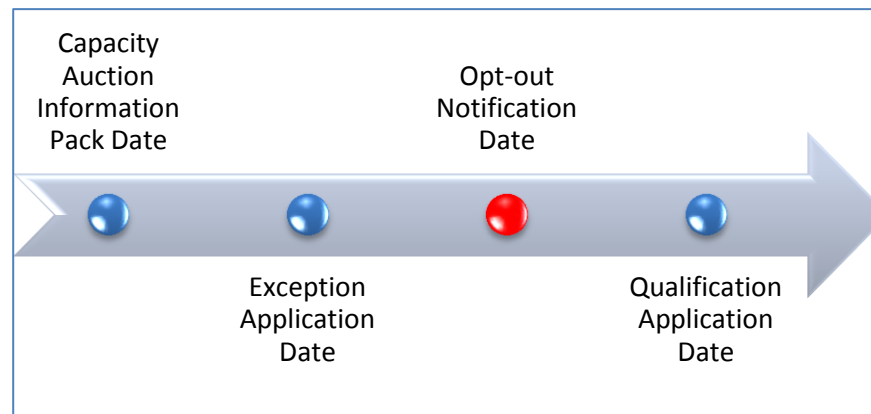 Capacity
Auction
Information
Pack Date
Opt-out
Notification
Date
Exception
Application
Date
Qualification
Application
Date